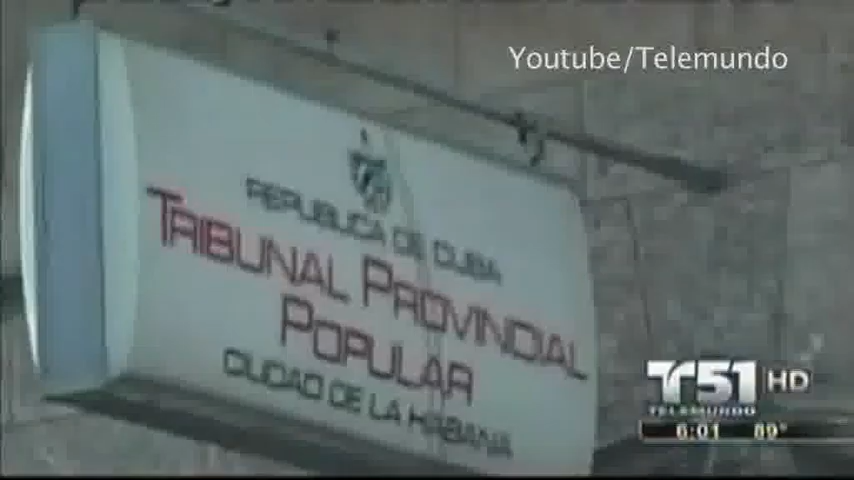 Youtube/Telemundo
REPUBLICA DE CUBA
TRIBUNAL PROVINCIAL
POPULAR
CIUDAD DE LA HABANA
T51 HD
TELEMUNDO
6:01 89°